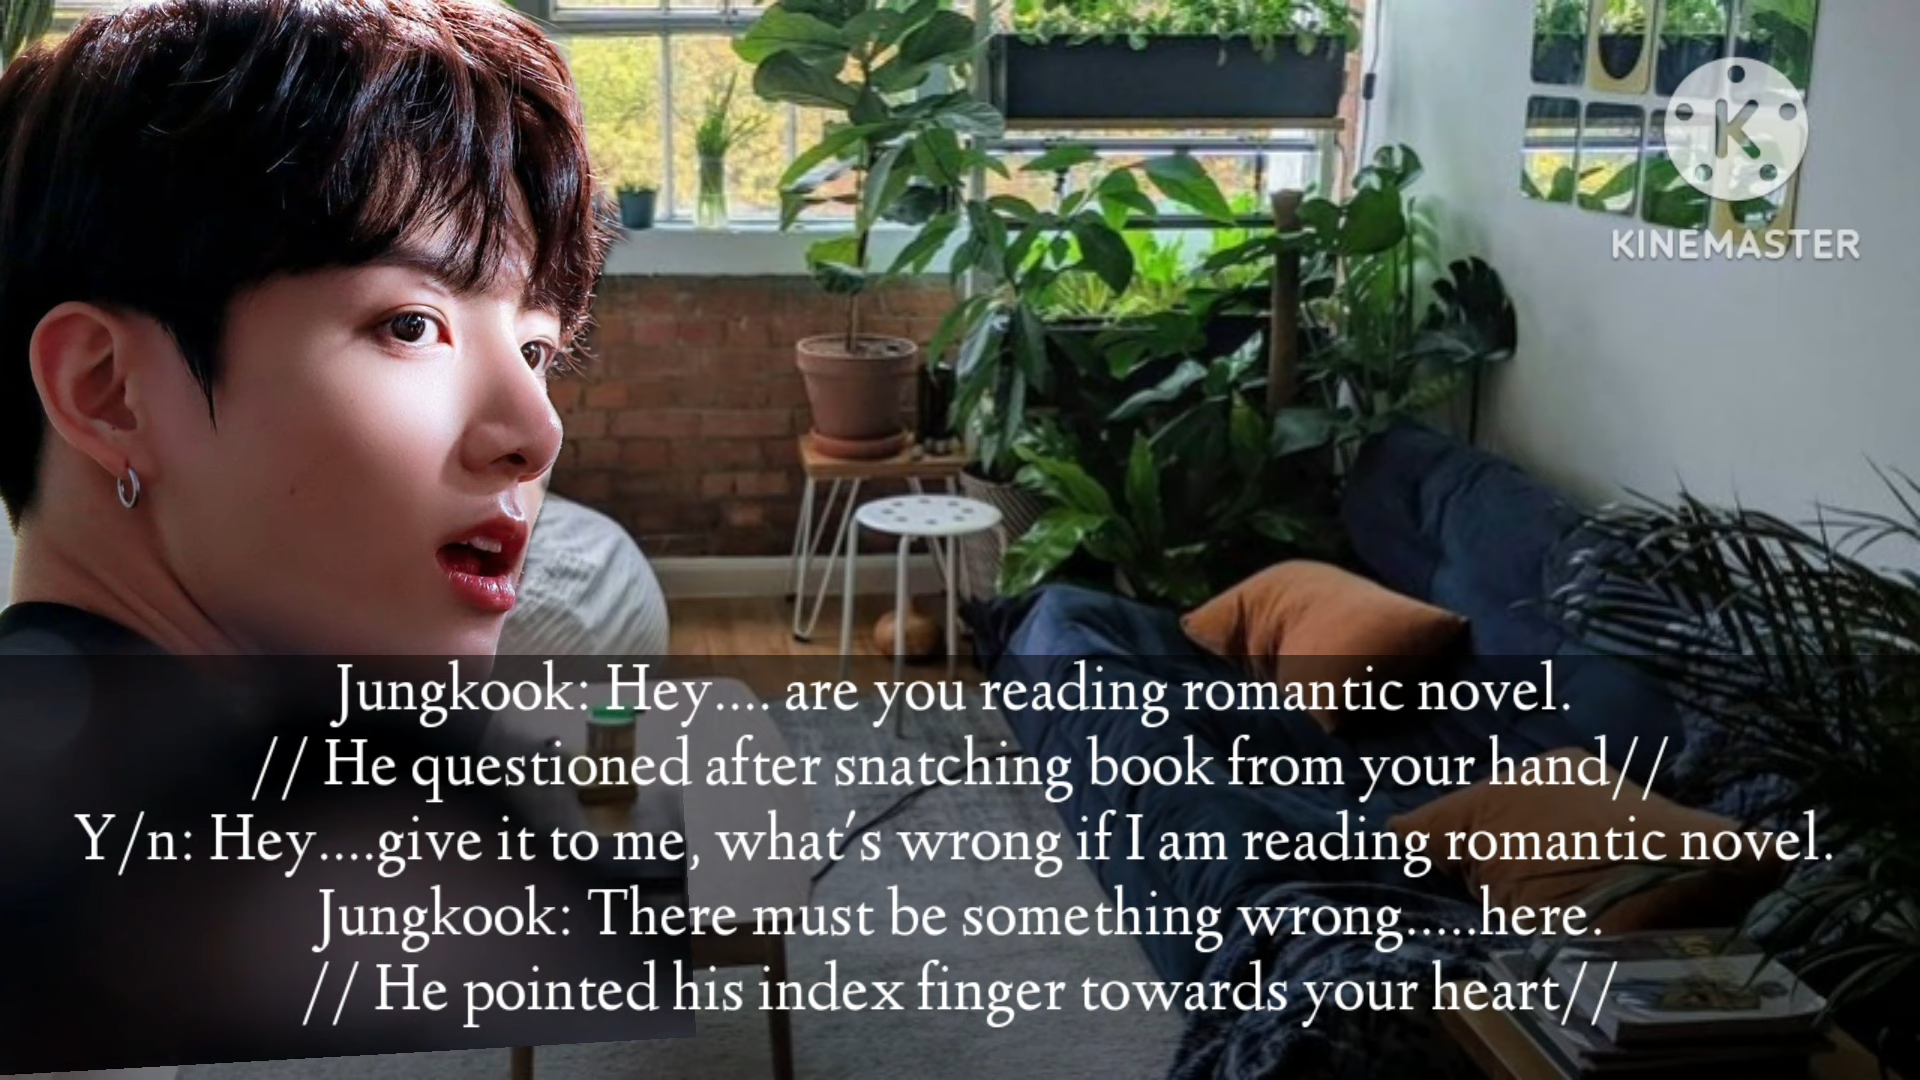 KINEMASTER
Jungkook: Hey.... are you reading romantic novel.
// He questioned after snatching book from your hand//
Y/n: Hey....give it to me, what's wrong if I am reading romantic novel.
Jungkook: There must be something wrong.....here.
// He pointed his index finger towards your heart//